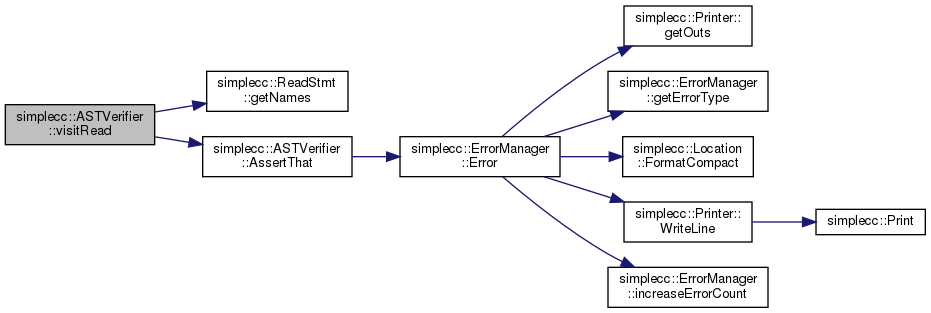 simplecc::ASTVerifier
::visitRead
simplecc::ReadStmt
::getNames
simplecc::ASTVerifier
::AssertThat
simplecc::ErrorManager
::Error
simplecc::Printer::
getOuts
simplecc::ErrorManager
::getErrorType
simplecc::Location
::FormatCompact
simplecc::Printer::
WriteLine
simplecc::Print
simplecc::ErrorManager
::increaseErrorCount